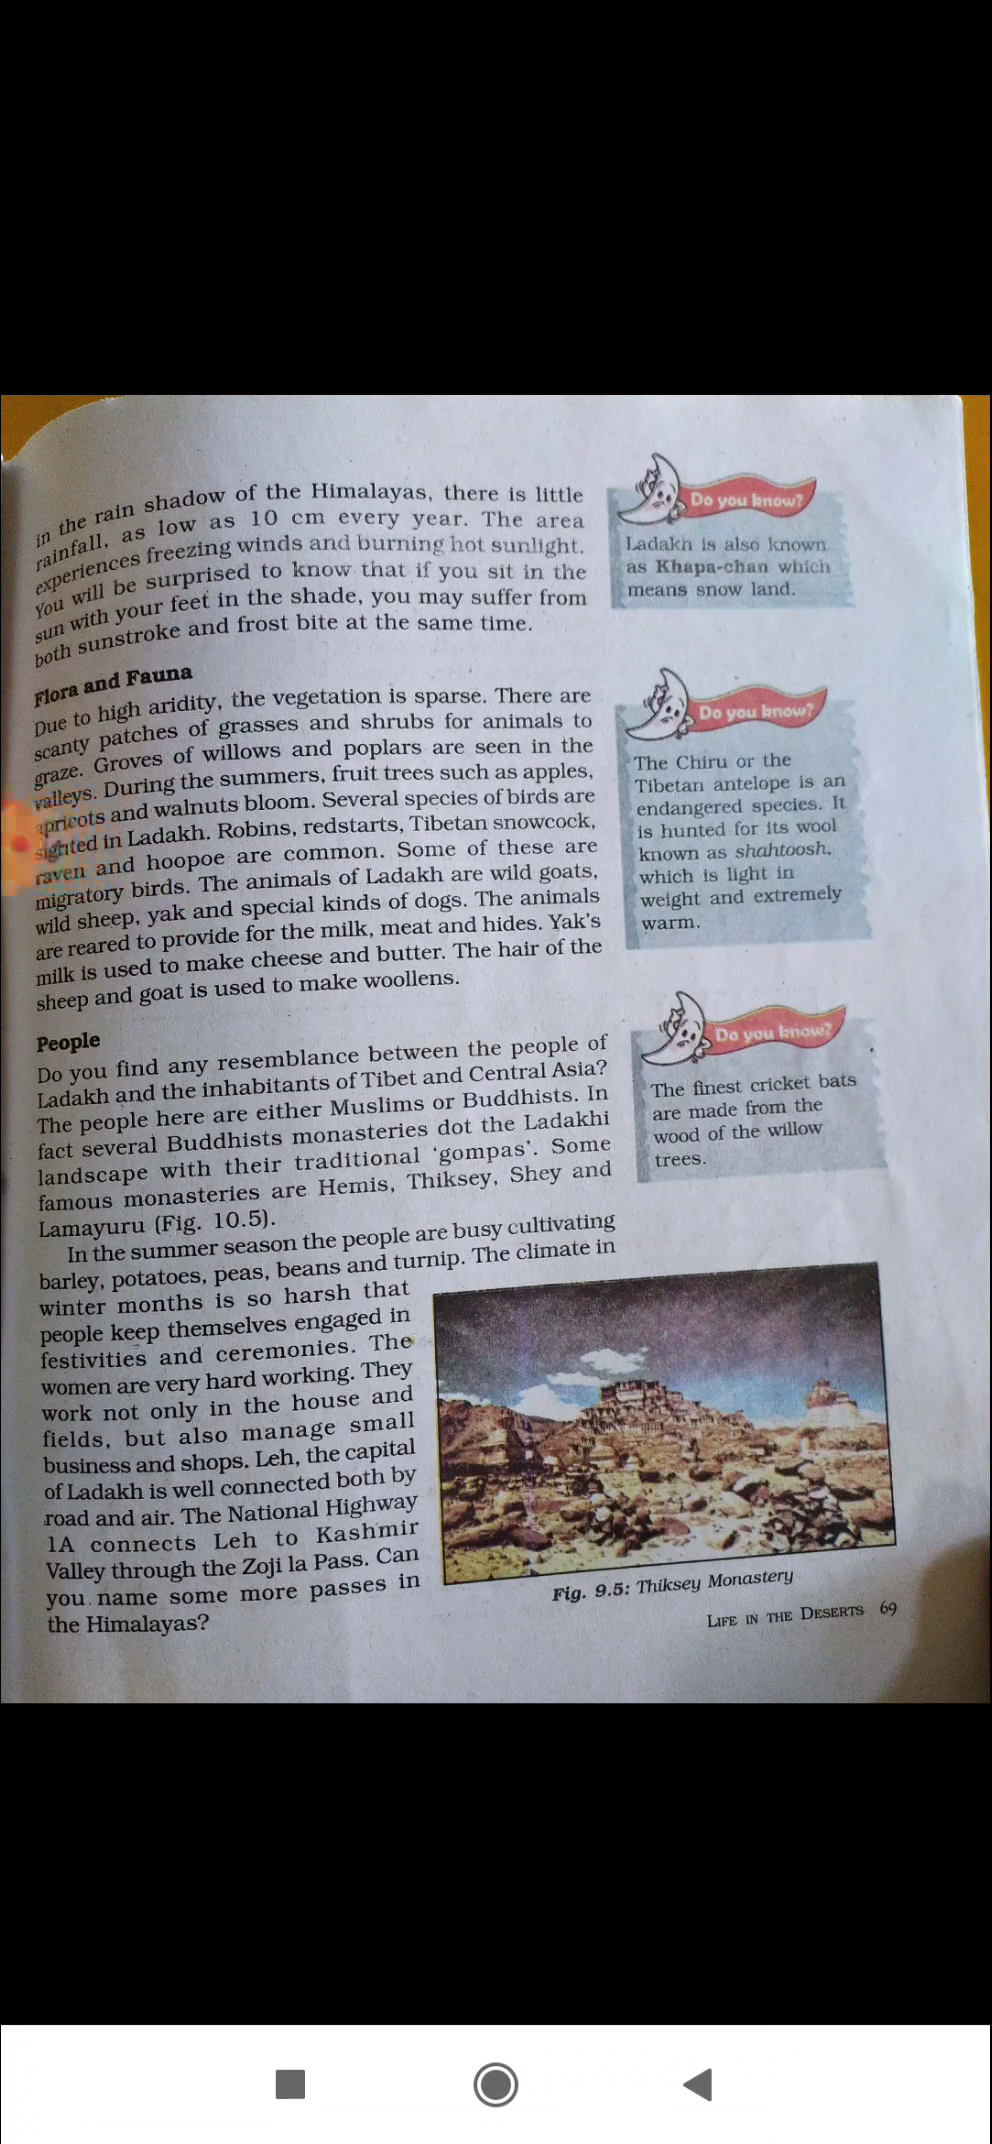 in the rain shadow of the Himalayas, there is little
rainfall, as low as 10 cm every year. The area
experiences freezing winds and burning hot sunlight.
You will be surprised to know that if you sit in the
sun with your feet in the shade, you may suffer from
both sunstroke and frost bite at the same time.
Flora and Fauna
Due to high aridity, the vegetation is sparse. There are
scanty patches of grasses and shrubs for animals to
graze. Groves of willows and poplars are seen in the
valleys. During the summers, fruit trees such as apples,
apricots and walnuts bloom. Several species of birds are
sighted in Ladakh. Robins, redstarts, Tibetan snowcock,
raven and hoopoe are common. Some of these are
migratory birds. The animals of Ladakh are wild goats,
wild sheep, yak and special kinds of dogs. The animals
are reared to provide for the milk, meat and hides. Yak's
milk is used to make cheese and butter. The hair of the
sheep and goat is used to make woollens.
People
Do you find any resemblance between the people of
Ladakh and the inhabitants of Tibet and Central Asia?
The people here are either Muslims or Buddhists. In
fact several Buddhists monasteries dot the Ladakhi
landscape with their traditional 'gompas'. Some
famous monasteries are Hemis, Thiksey, Shey and
Lamayuru (Fig. 10.5).
In the summer season the people are busy cultivating
barley, potatoes, peas, beans and turnip. The climate in
winter months is so harsh that
people keep themselves engaged in
festivities and ceremonies. The
women are very hard working. They
work not only in the house and
fields, but also manage small
business and shops. Leh, the capital
of Ladakh is well connected both by
road and air. The National Highway
1A connects Leh to Kashmir
Valley through the Zoji la Pass. Can
you name some more passes in
the Himalayas?
Do you know?
Ladakh is also known
as Khapa-chan which
means snow land.
Do you know?
The Chiru or the
Tibetan antelope is an
endangered species. It
is hunted for its wool
known as shahtoosh,
which is light in
weight and extremely
warm.
Do you know?
The finest cricket bats
are made from the
wood of the willow
trees.
Fig. 9.5: Thiksey Monastery
LIFE IN THE DESERTS 69